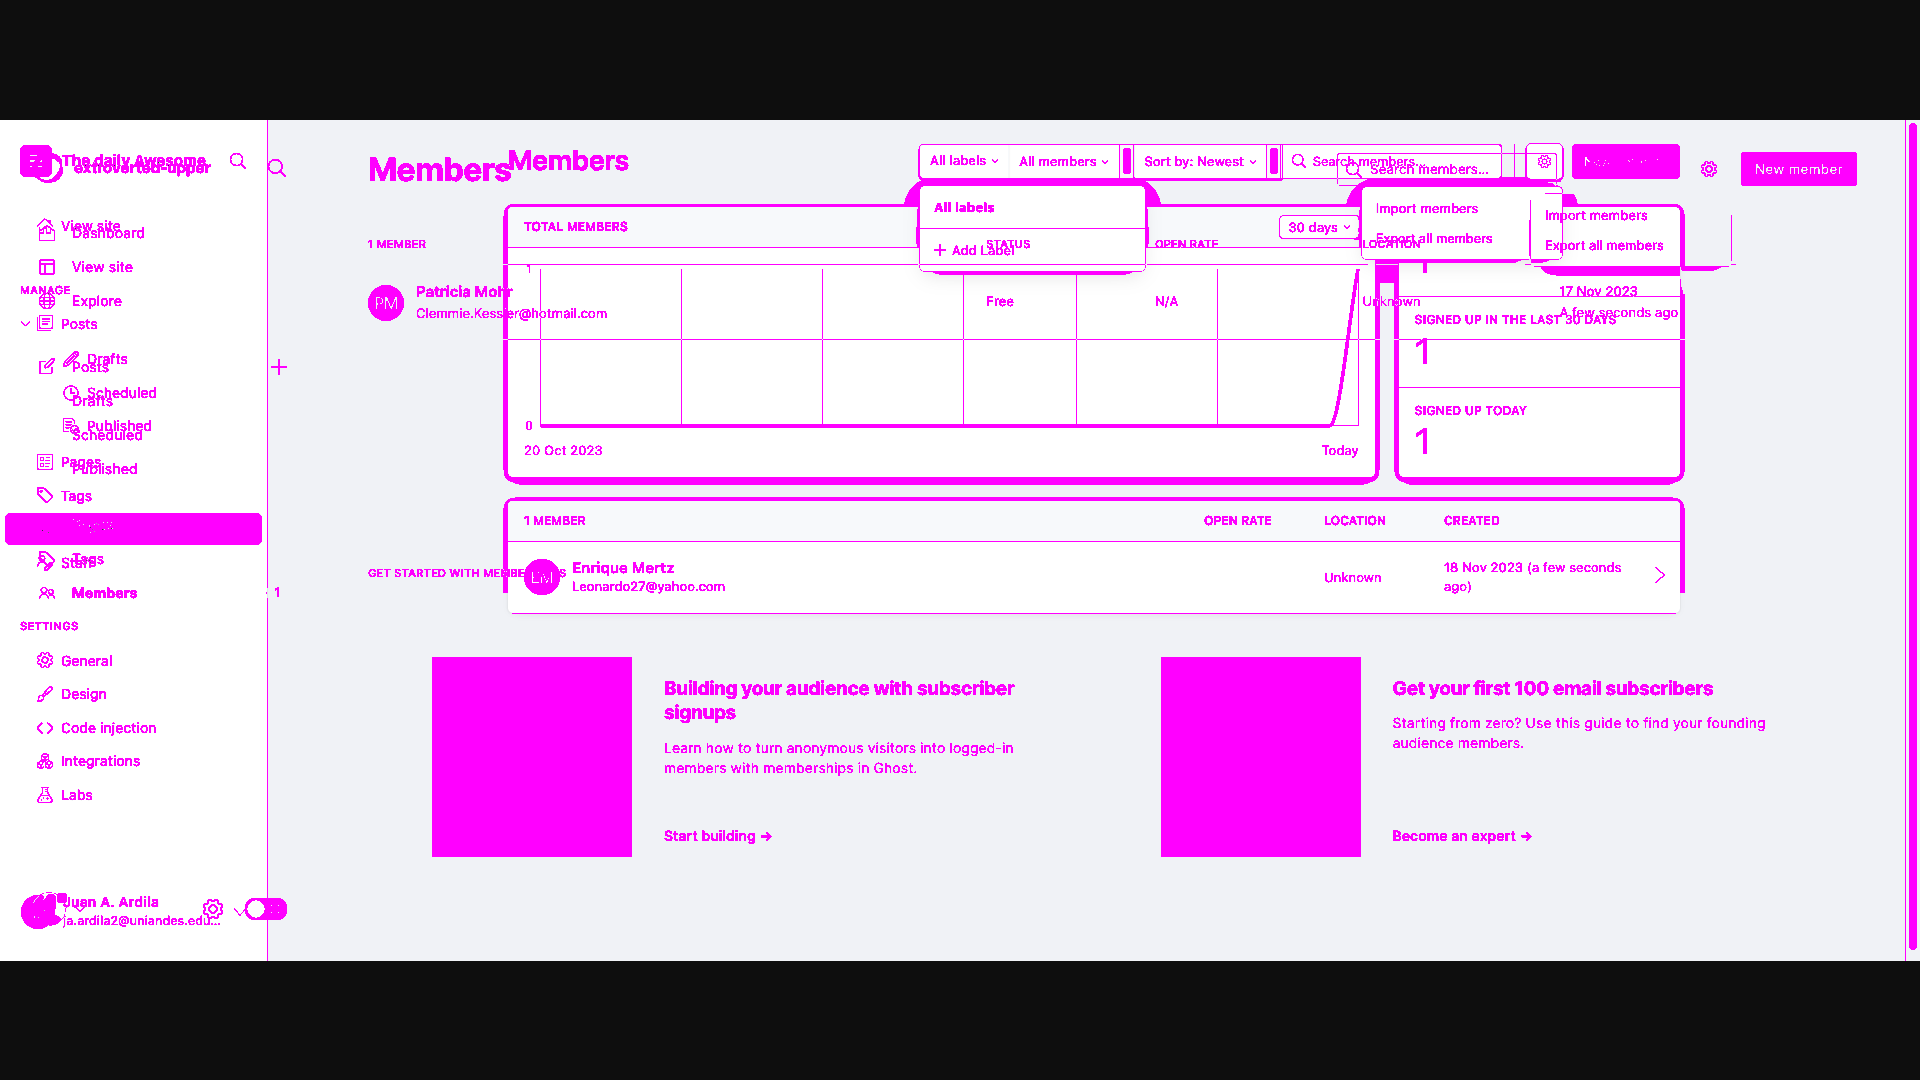 The daily Awesome
extroverted-upper
View site
Dashboard
View site
MANAGE
Explore
Posts
Drafts
Posts
Scheduled
Drafts
Published
Scheduled
Pages
Published
Tags
Tags
Staff
Members
1
SETTINGS
General
Design
Code injection
Integrations
Labs
Juan A. Ardila
ja.ardila2@uniandes.edu...
Members
Members
All labels
All members
Sort by: Newest
Search members...
Search members...
New member
All labels
Add Label
Import members
Export all members
Import members
Export all members
TOTAL MEMBERS
30 days
1 MEMBER
STATUS
OPEN RATE
LOCATION
1
1
Patricia Mohr
Clemmie.Kessler@hotmail.com
PM
Free
N/A
Unknown
17 Nov 2023
A few seconds ago
SIGNED UP IN THE LAST 30 DAYS
1
SIGNED UP TODAY
1
0
20 Oct 2023
Today
1 MEMBER
OPEN RATE
LOCATION
CREATED
GET STARTED WITH
EM
Enrique Mertz
Leonardo27@yahoo.com
Unknown
18 Nov 2023 (a few seconds
ago)
Building your audience with subscriber
signups
Learn how to turn anonymous visitors into logged-in
members with memberships in Ghost.
Start building →
Get your first 100 email subscribers
Starting from zero? Use this guide to find your founding
audience members.
Become an expert →